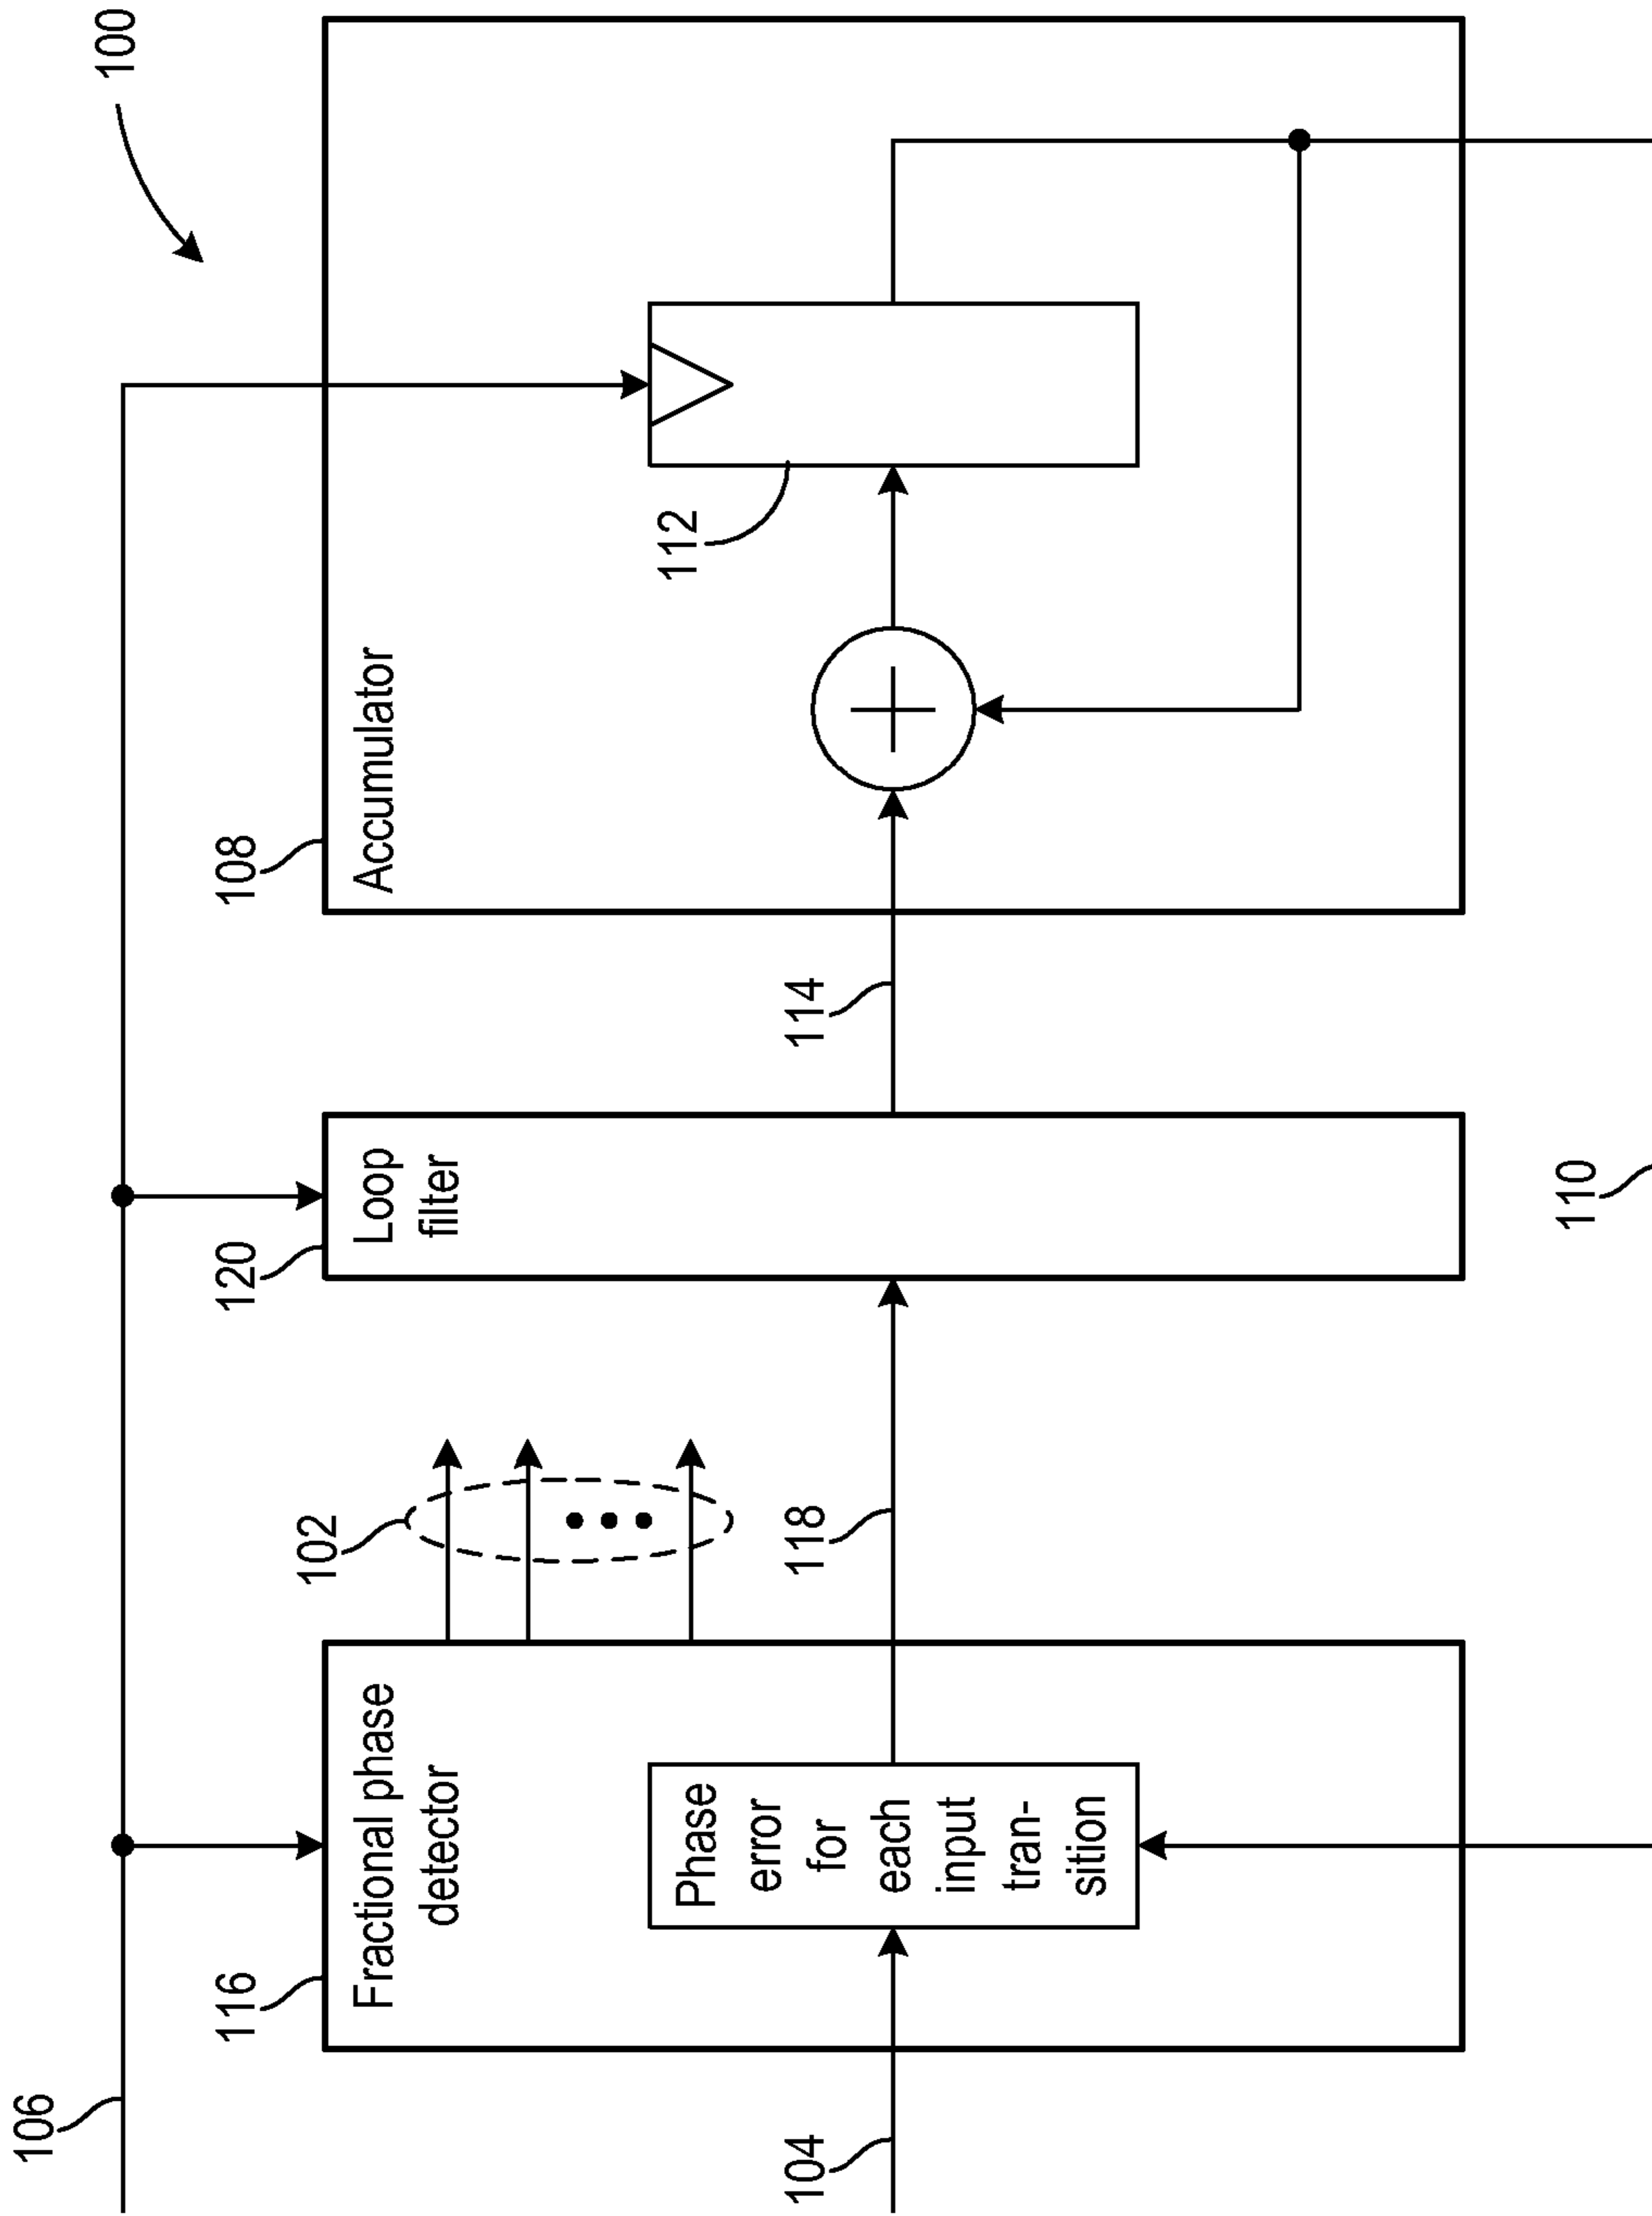 100
106
108
Accumulator
112
114
120
Loop
filter
102
118
116
Fractional phase
detector
Phase
error
for
each
input
tran-
sition
104
110